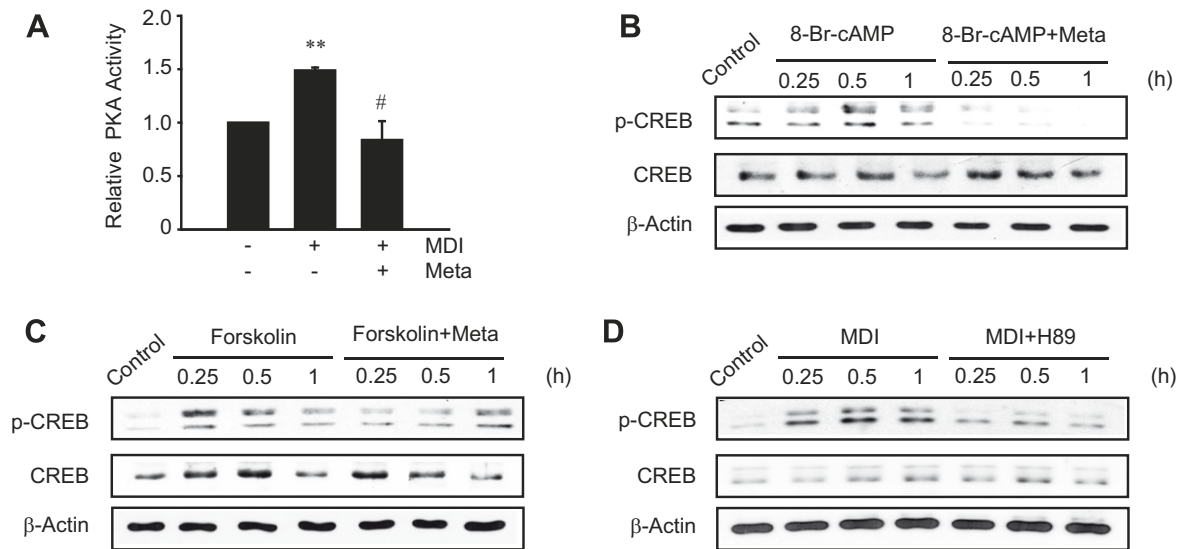 A
Relative PKA Activity
2.0
1.5
1.0
0.5
0
**
#
- + + MDI
- - + Meta
B
Control
8-Br-cAMP 8-Br-cAMP+Meta
0.25 0.5 1 0.25 0.5 1 (h)
p-CREB
CREB
β-Actin
C
Control
Forskolin Forskolin+Meta
0.25 0.5 1 0.25 0.5 1 (h)
p-CREB
CREB
β-Actin
D
Control
MDI MDI+H89
0.25 0.5 1 0.25 0.5 1 (h)
p-CREB
CREB
β-Actin